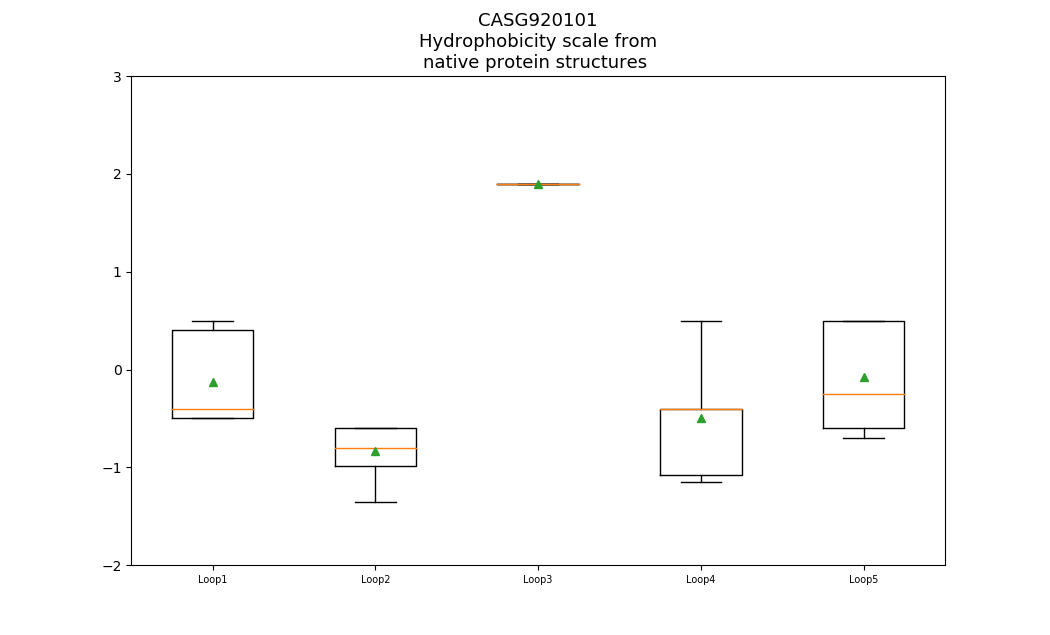 CASG920101
Hydrophobicity scale from
native protein structures
3
2
1
0
−1
−2
Loop1 Loop2 Loop3 Loop4 Loop5